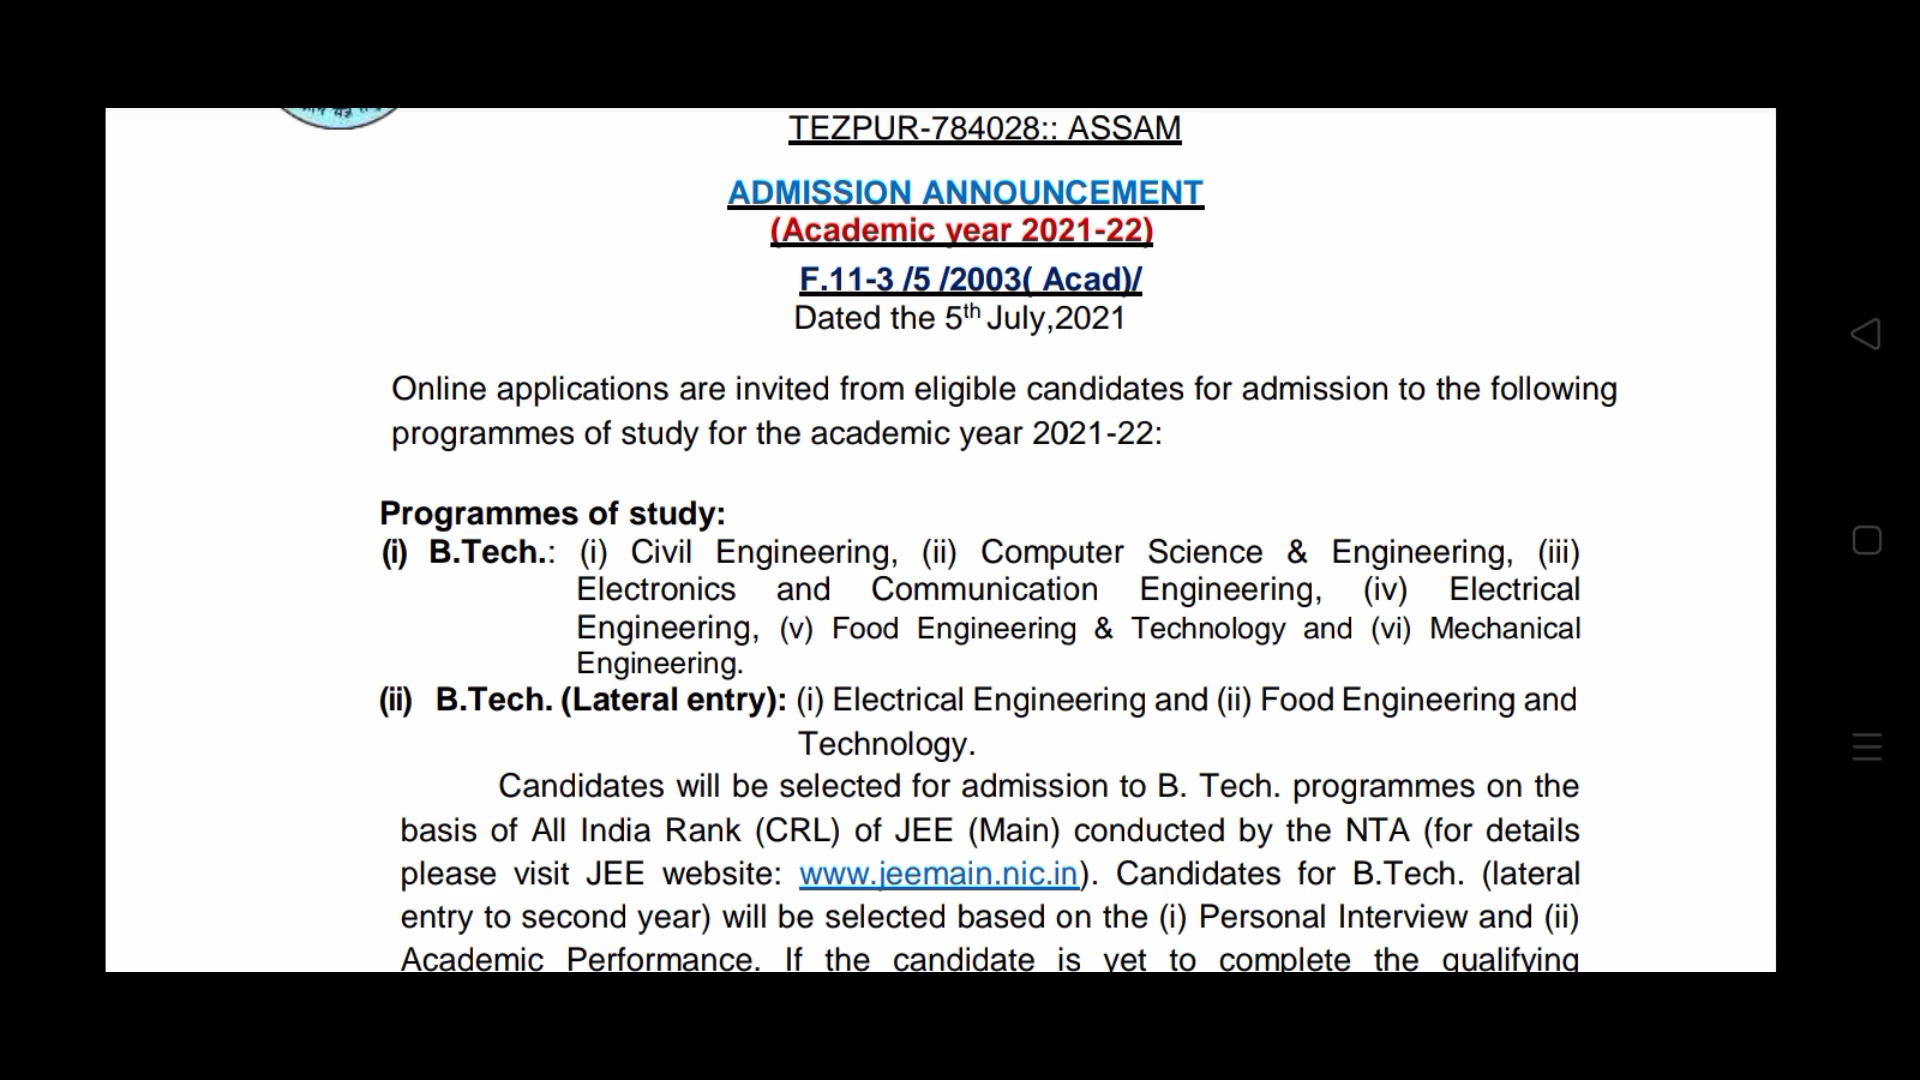 TEZPUR-784028:: ASSAM
ADMISSION ANNOUNCEMENT
(Academic year 2021-22)
F.11-3 /5 /2003( Acad)/
Dated the 5th July,2021
Online applications are invited from eligible candidates for admission to the following
programmes of study for the academic year 2021-22:
Programmes of study:
(i) B.Tech.: (i) Civil Engineering, (ii) Computer Science & Engineering, (iii)
Electronics and Communication Engineering, (iv) Electrical
Engineering, (v) Food Engineering & Technology and (vi) Mechanical
Engineering.
(ii) B.Tech. (Lateral entry): (i) Electrical Engineering and (ii) Food Engineering and
Technology.
Candidates will be selected for admission to B. Tech. programmes on the
basis of All India Rank (CRL) of JEE (Main) conducted by the NTA (for details
please visit JEE website: www.jeemain.nic.in). Candidates for B.Tech. (lateral
entry to second year) will be selected based on the (i) Personal Interview and (ii)
Academic Performance. If the candidate is yet to complete the qualifying